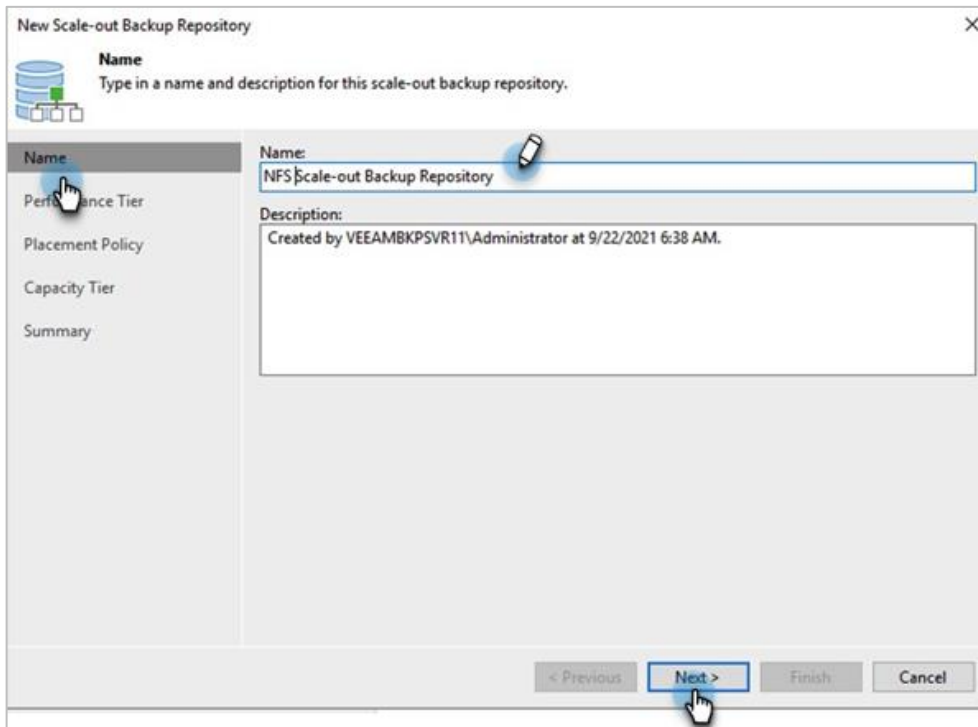 New Scale-out Backup Repository
Name
Type in a name and description for this scale-out backup repository.
Name
Performance Tier
Placement Policy
Capacity Tier
Summary
Name:
NFS Scale-out Backup Repository
Description:
Created by VEEAMBKPSVR11\Administrator at 9/22/2021 6:38 AM.
< Previous
Next >
Finish
Cancel